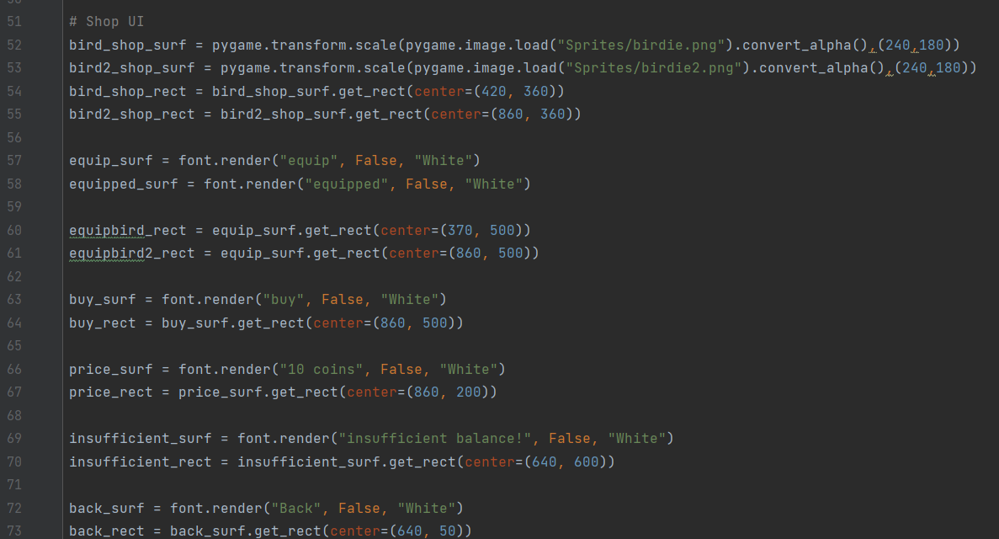 51 # Shop UI
52 bird_shop_surf = pygame.transform.scale(pygame.image.load("Sprites/birdie.png").convert_alpha(),(240,180))
53 bird2_shop_surf = pygame.transform.scale(pygame.image.load("Sprites/birdie2.png").convert_alpha(),(240,180))
54 bird_shop_rect = bird_shop_surf.get_rect(center=(420, 360))
55 bird2_shop_rect = bird2_shop_surf.get_rect(center=(860, 360))
56
57 equip_surf = font.render("equip", False, "White")
58 equipped_surf = font.render("equipped", False, "White")
59
60 equipbird_rect = equip_surf.get_rect(center=(370, 500))
61 equipbird2_rect = equip_surf.get_rect(center=(860, 500))
62
63 buy_surf = font.render("buy", False, "White")
64 buy_rect = buy_surf.get_rect(center=(860, 500))
65
66 price_surf = font.render("10 coins", False, "White")
67 price_rect = price_surf.get_rect(center=(860, 200))
68
69 insufficient_surf = font.render("insufficient balance!", False, "White")
70 insufficient_rect = insufficient_surf.get_rect(center=(640, 600))
71
72 back_surf = font.render("Back", False, "White")
73 back_rect = back_surf.get_rect(center=(640, 50))